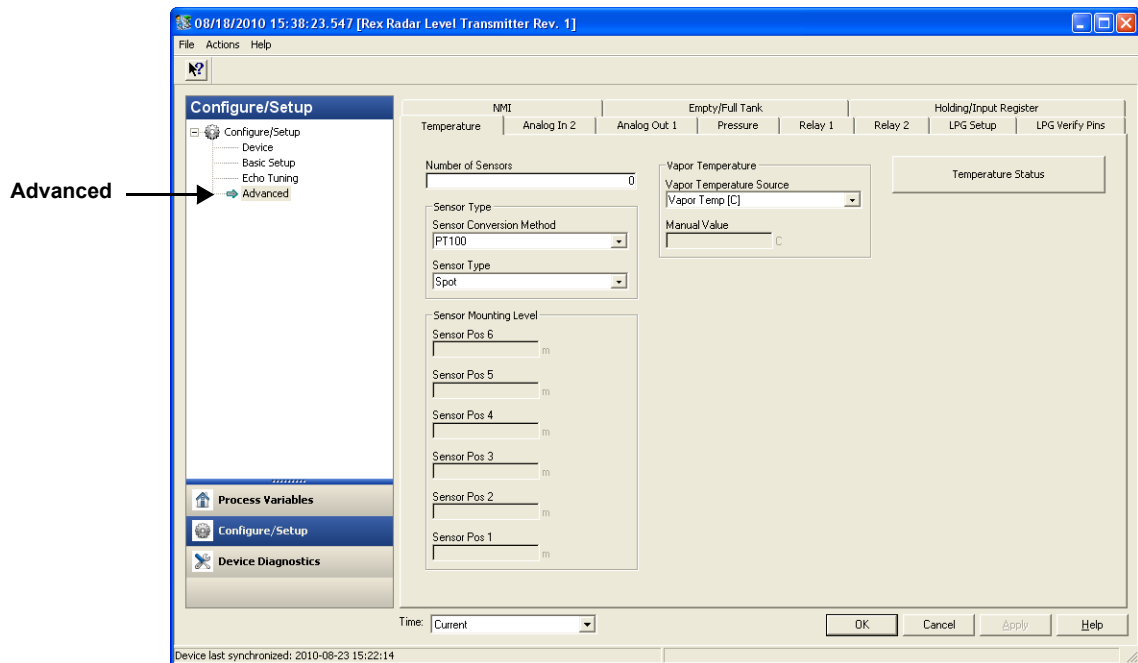 08/18/2010 15:38:23.547 [Rex Radar Level Transmitter Rev. 1]
File Actions Help
Configure/Setup
Configure/Setup
Device
Basic Setup
Echo Tuning
Advanced
Advanced
Process Variables
Configure/Setup
Device Diagnostics
NMI Empty/Full Tank Holding/Input Register
Temperature Analog In 2 Analog Out 1 Pressure Relay 1 Relay 2 LPG Setup LPG Verify Pins
Number of Sensors
0
Sensor Type
Sensor Conversion Method
PT100
Sensor Type
Spot
Sensor Mounting Level
Sensor Pos 6
m
Sensor Pos 5
m
Sensor Pos 4
m
Sensor Pos 3
m
Sensor Pos 2
m
Sensor Pos 1
m
Vapor Temperature
Vapor Temperature Source
Vapor Temp [C]
Manual Value
C
Temperature Status
Time: Current
OK Cancel Apply Help
Device last synchronized: 2010-08-23 15:22:14